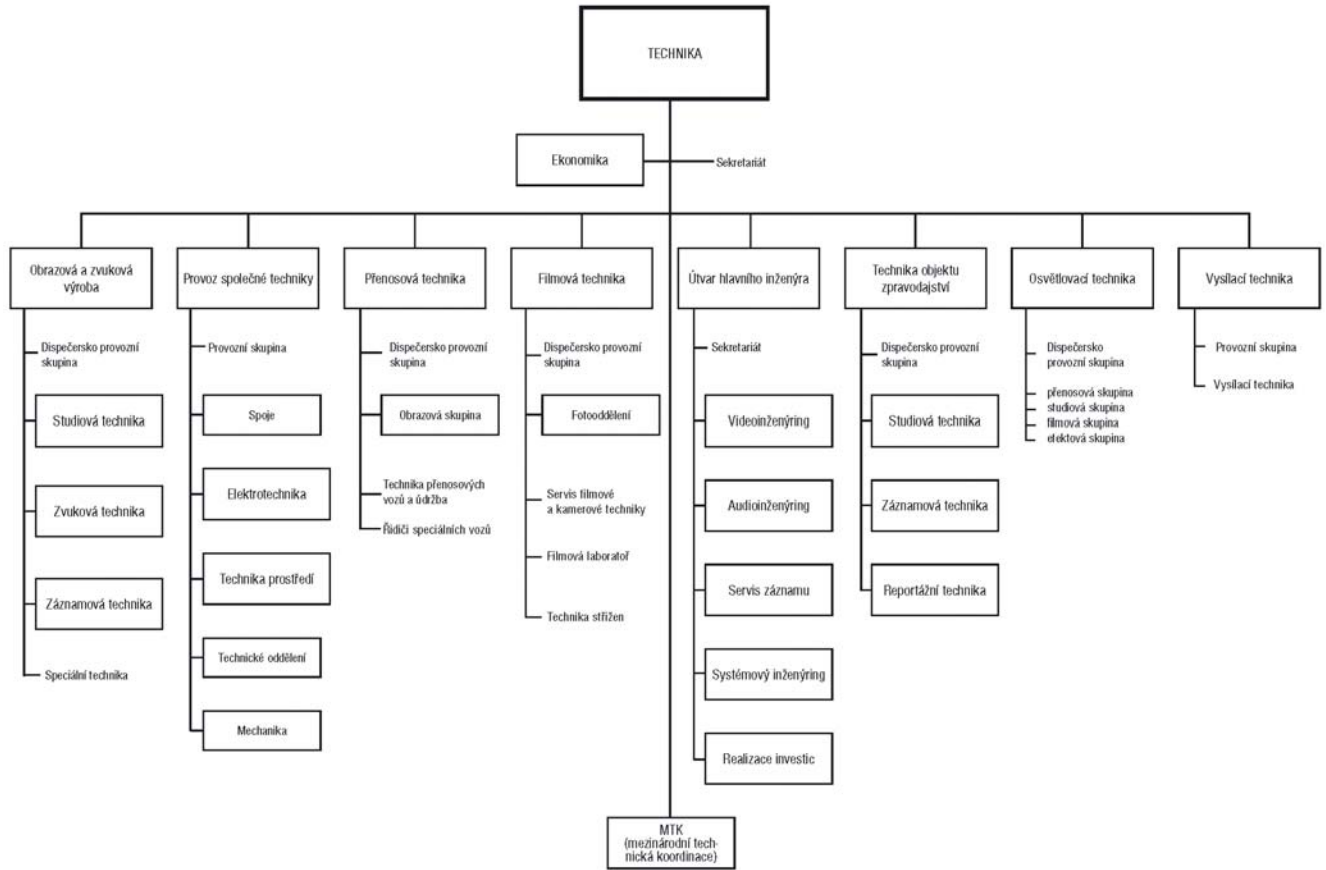 TECHNIKA
Ekonomika
Sekretariát
Obrazová a zvuková
výroba
Dispečersko provozní
skupina
Studiová technika
Zvuková technika
Záznamová technika
Speciální technika
Provoz společné techniky
Provozní skupina
Spoje
Elektrotechnika
Technika prostředí
Technické oddělení
Mechanika
Přenosová technika
Dispečersko provozní
skupina
Obrazová skupina
Technika přenosových
vozů a údržba
Řidiči speciálních vozů
Filmová technika
Dispečersko provozní
skupina
Fotooddělení
Servis filmové
a kamerové techniky
Filmová laboratoř
Technika střižen
Útvar hlavního inženýra
Sekretariát
Videoinženýring
Audioinženýring
Servis záznamu
Systémový inženýring
Realizace investic
Technika objektu
zpravodajství
Dispečersko provozní
skupina
Studiová technika
Záznamová technika
Reportážní technika
Osvětlovací technika
Dispečersko
provozní skupina
přenosová skupina
studiová skupina
filmová skupina
efektová skupina
Vysílací technika
Provozní skupina
Vysílací technika
MTK
(mezinárodní tech-
nická koordinace)